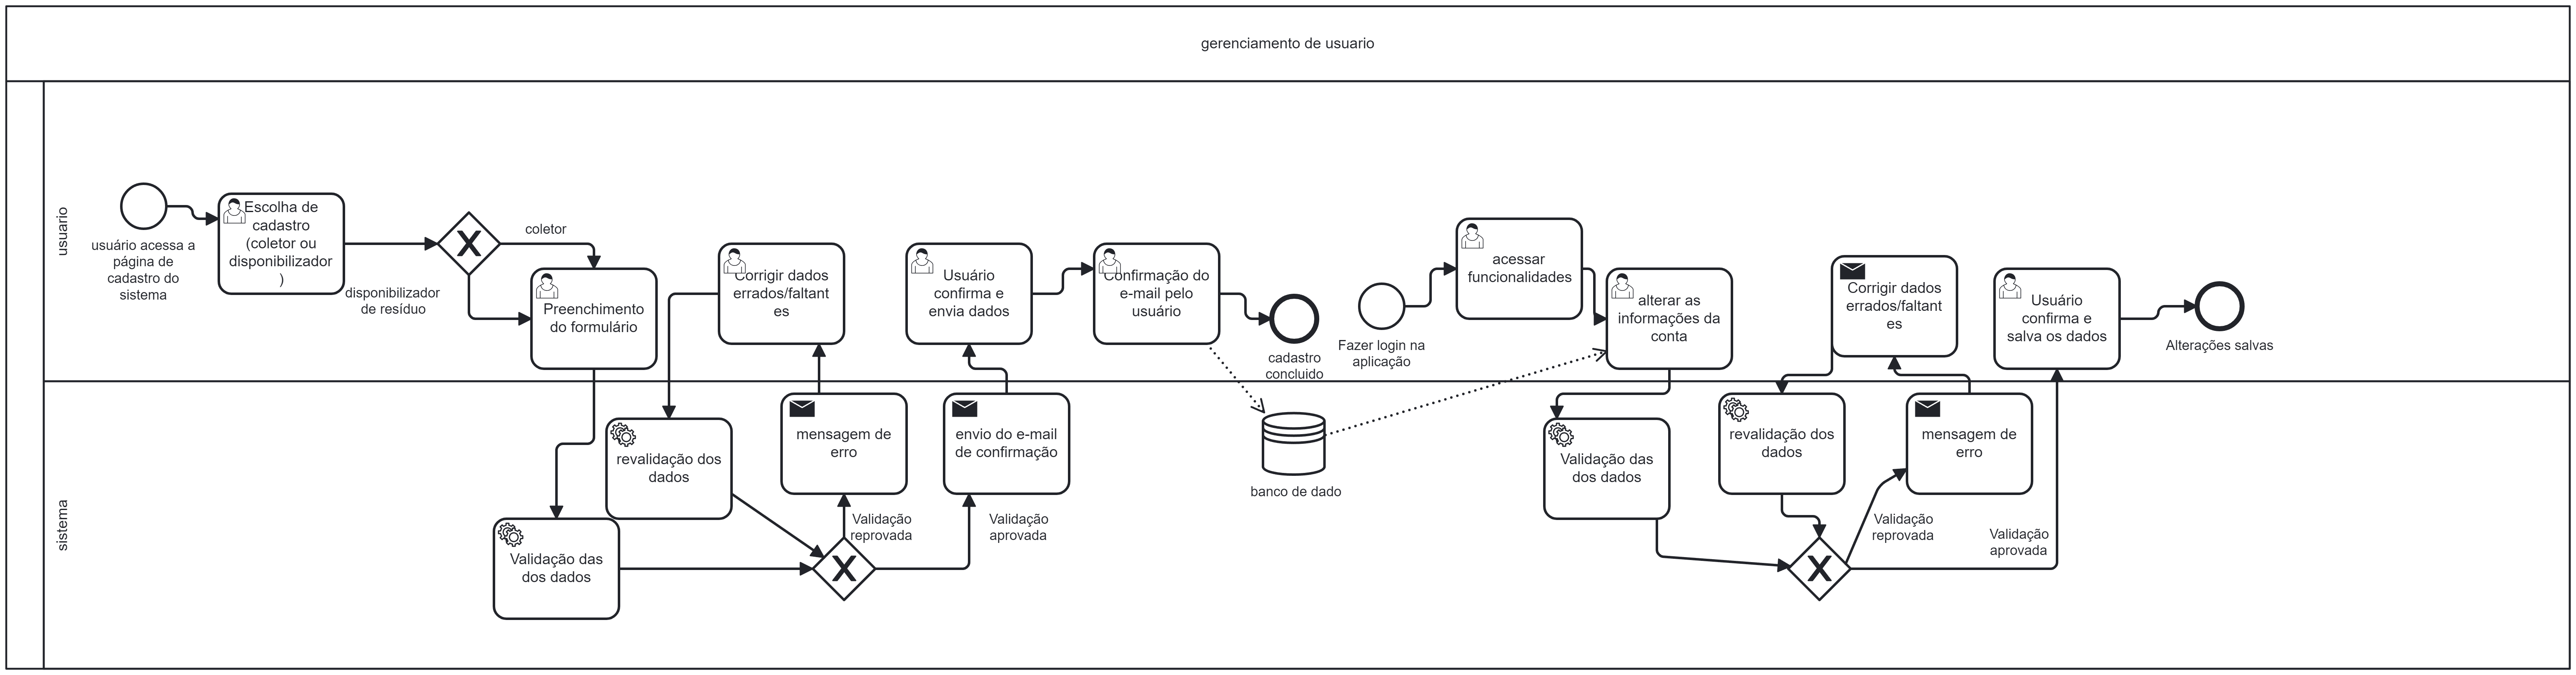 gerenciamento de usuario
usuario
usuário acessa a
página de
cadastro do
sistema
Escolha de
cadastro
(coletor ou
disponibilizador
)
coletor
disponibilizador
de resíduo
Preenchimento
do formulário
Corrigir dados
errados/faltant
es
Usuário
confirma e
envia dados
Confirmação do
e-mail pelo
usuário
cadastro
concluido
Fazer login na
aplicação
acessar
funcionalidades
alterar as
informações da
conta
Corrigir dados
errados/faltant
es
Usuário
confirma e
salva os dados
Alterações salvas
sistema
Validação das
dos dados
revalidação dos
dados
mensagem de
erro
Validação
reprovada
envio do e-mail
de confirmação
Validação
aprovada
banco de dado
Validação das
dos dados
revalidação dos
dados
mensagem de
erro
Validação
reprovada
Validação
aprovada